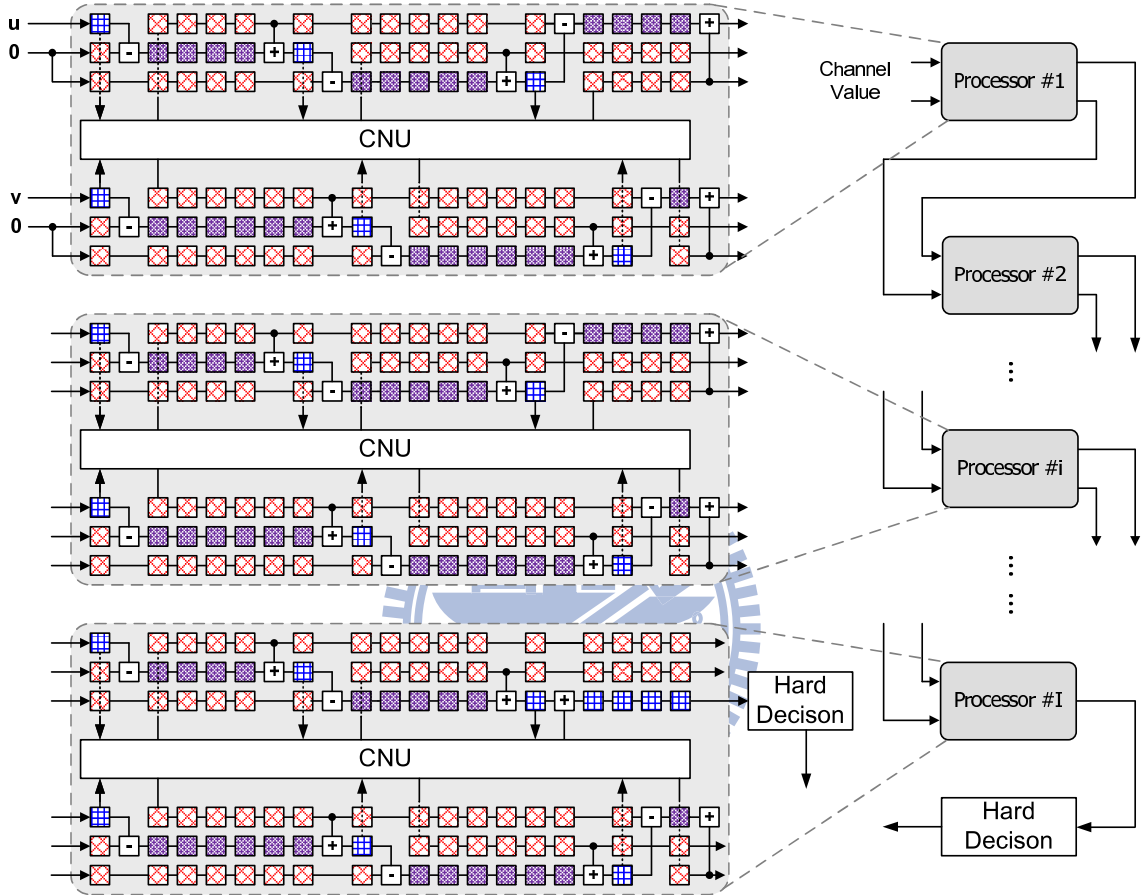 u
0
-
+
-
+
-
+
CNU
v
0
-
+
-
+
-
+
Channel
Value
Processor #1
Processor #2
...
-
+
-
+
-
+
CNU
-
+
-
+
-
+
Processor #i
...
...
-
+
-
+
+
CNU
-
+
-
+
-
+
Hard
Decison
Processor #I
Hard
Decison